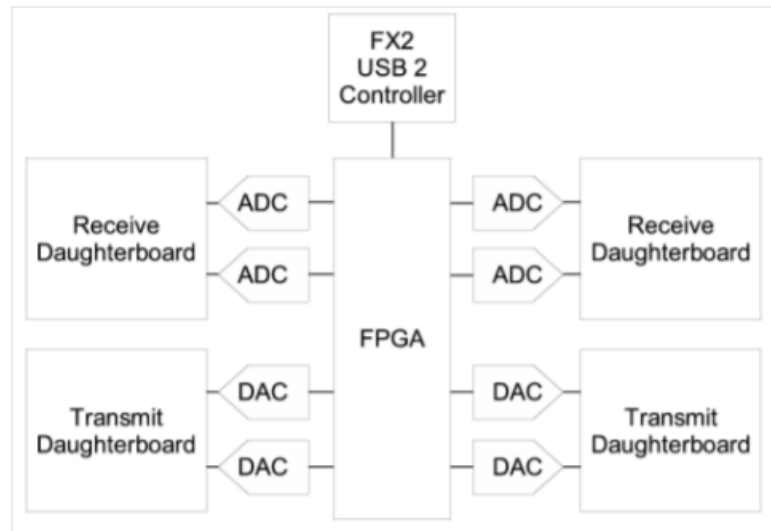 FX2
USB 2
Controller
ADC
ADC
Receive
Daughterboard
ADC
ADC
Receive
Daughterboard
FPGA
Transmit
Daughterboard
DAC
DAC
DAC
DAC
Transmit
Daughterboard